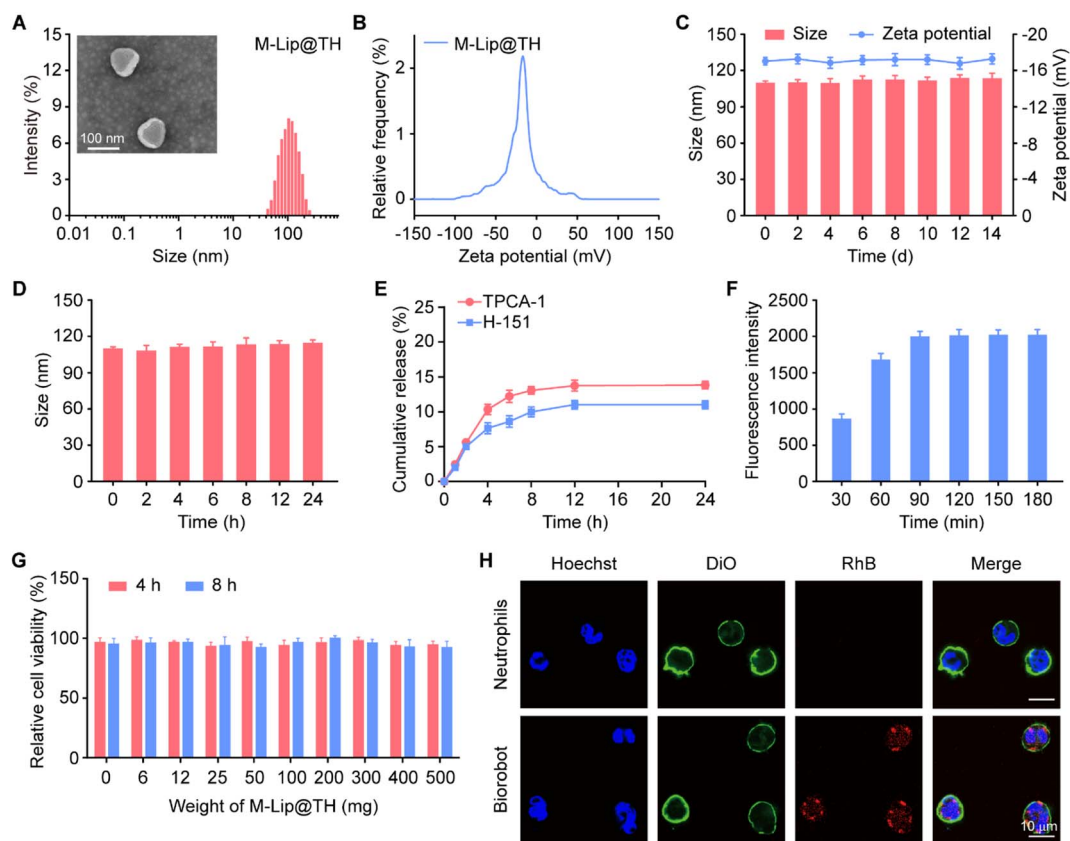 A
Intensity (%)
15
12
9
6
3
0
M-Lip@TH
100 nm
0.01 0.1 1 10 100
Size (nm)
B
Relative frequency (%)
2
1
0
M-Lip@TH
-150 -100 -50 0 50 100 150
Zeta potential (mV)
C
Size Zeta potential
Size (nm)
150
120
90
60
30
0
-20
-16
-12
-8
-4
0
Zeta potential (mV)
0 2 4 6 8 10 12 14
Time (d)
D
Size (nm)
150
120
90
60
30
0
0 2 4 6 8 12 24
Time (h)
E
TPCA-1
H-151
Cumulative release (%)
25
20
15
10
5
0
0 4 8 12 16 20 24
Time (h)
F
Fluorescence intensity
2500
2000
1500
1000
500
0
30 60 90 120 150 180
Time (min)
G
4 h 8 h
Relative cell viability (%)
150
100
50
0
0 6 12 25 50 100 200 300 400 500
Weight of M-Lip@TH (mg)
H
Hoechst DiO RhB Merge
Neutrophils
Biorobot
10 μm